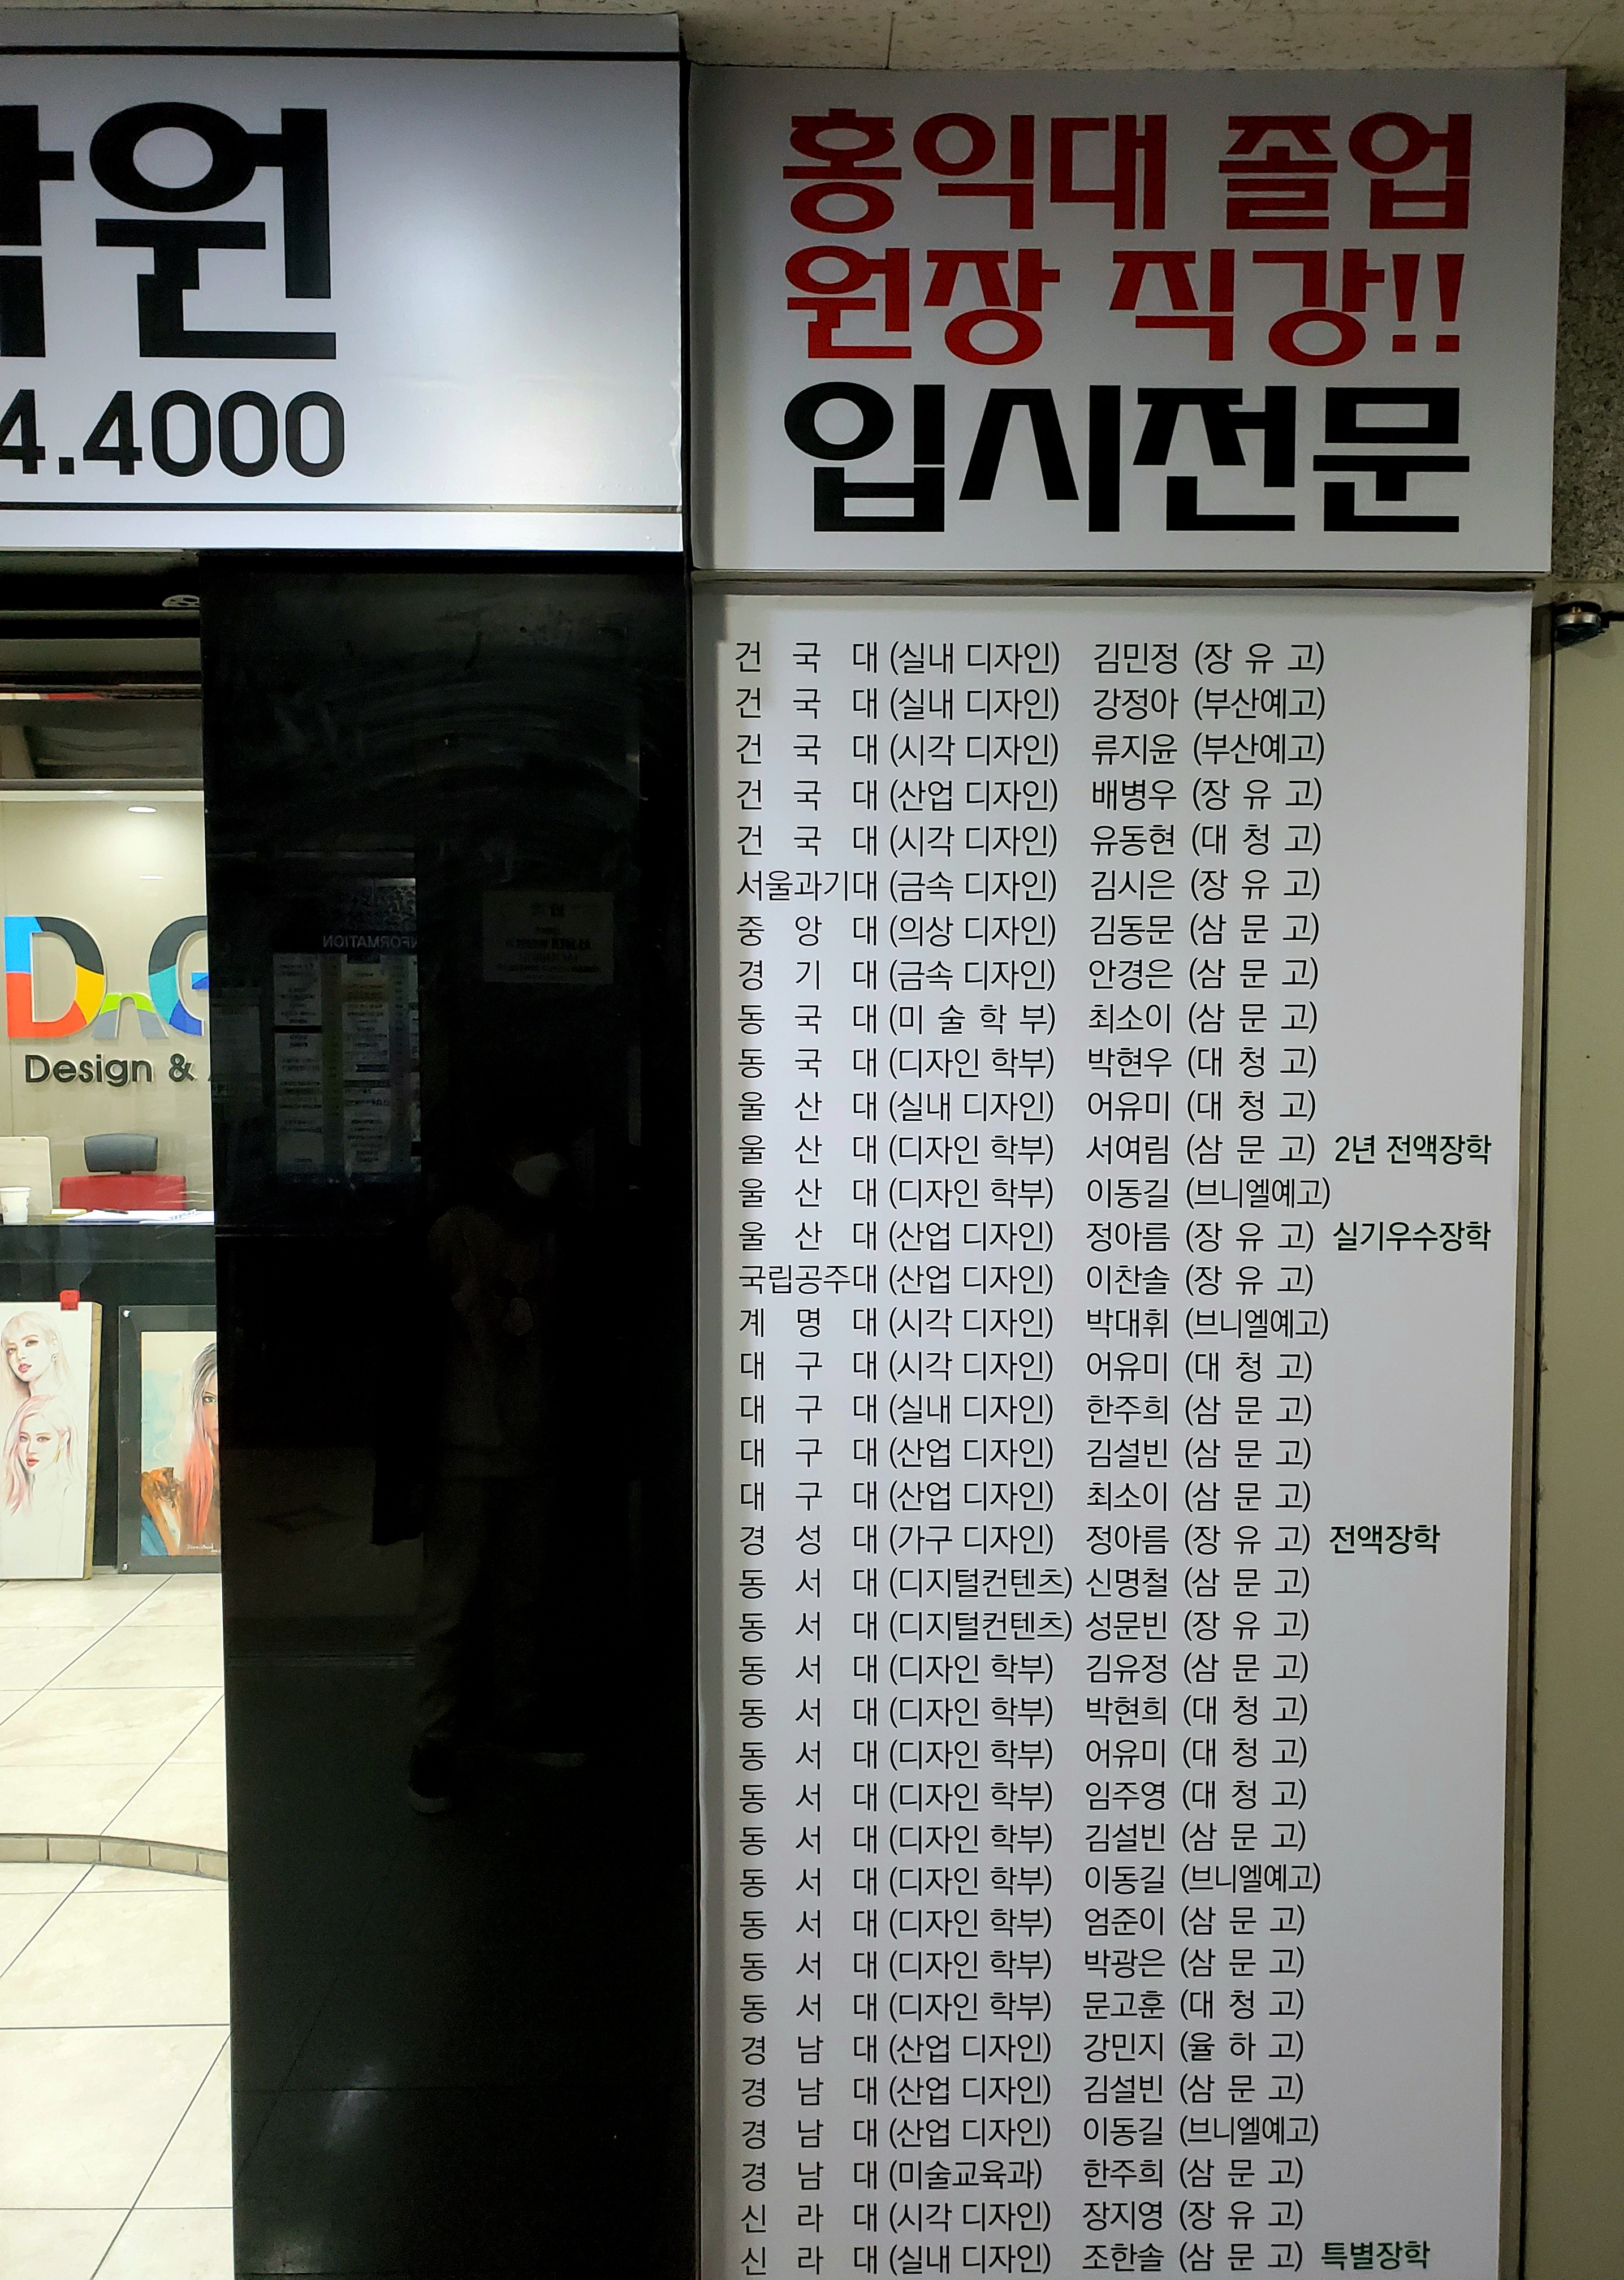 원
4.4000
홍익대 졸업
원장 직강!!
입시전문
D&
Design &
INFORMATION
건 국 대 (실내 디자인) 김민정 (장 유 고)
건 국 대 (실내 디자인) 강정아 (부산예고)
건 국 대 (시각 디자인) 류지윤 (부산예고)
건 국 대 (산업 디자인) 배병우 (장 유 고)
건 국 대 (시각 디자인) 유동현 (대 청 고)
서울과기대 (금속 디자인) 김시은 (장 유 고)
중 앙 대 (의상 디자인) 김동문 (삼 문 고)
경 기 대 (금속 디자인) 안경은 (삼 문 고)
동 국 대 (미 술 학 부) 최소이 (삼 문 고)
동 국 대 (디자인 학부) 박현우 (대 청 고)
울 산 대 (실내 디자인) 어유미 (대 청 고)
울 산 대 (디자인 학부) 서여림 (삼 문 고) 2년 전액장학
울 산 대 (디자인 학부) 이동길 (브니엘예고)
울 산 대 (산업 디자인) 정아름 (장 유 고) 실기우수장학
국립공주대 (산업 디자인) 이찬솔 (장 유 고)
계 명 대 (시각 디자인) 박대휘 (브니엘예고)
대 구 대 (시각 디자인) 어유미 (대 청 고)
대 구 대 (실내 디자인) 한주희 (삼 문 고)
대 구 대 (산업 디자인) 김설빈 (삼 문 고)
대 구 대 (산업 디자인) 최소이 (삼 문 고)
경 성 대 (가구 디자인) 정아름 (장 유 고) 전액장학
동 서 대 (디지털컨텐츠) 신명철 (삼 문 고)
동 서 대 (디지털컨텐츠) 성문빈 (장 유 고)
동 서 대 (디자인 학부) 김유정 (삼 문 고)
동 서 대 (디자인 학부) 박현희 (대 청 고)
동 서 대 (디자인 학부) 어유미 (대 청 고)
동 서 대 (디자인 학부) 임주영 (대 청 고)
동 서 대 (디자인 학부) 김설빈 (삼 문 고)
동 서 대 (디자인 학부) 이동길 (브니엘예고)
동 서 대 (디자인 학부) 엄준이 (삼 문 고)
동 서 대 (디자인 학부) 박광은 (삼 문 고)
동 서 대 (디자인 학부) 문고훈 (대 청 고)
경 남 대 (산업 디자인) 강민지 (율 하 고)
경 남 대 (산업 디자인) 김설빈 (삼 문 고)
경 남 대 (산업 디자인) 이동길 (브니엘예고)
경 남 대 (미술교육과) 한주희 (삼 문 고)
신 라 대 (시각 디자인) 장지영 (장 유 고)
신 라 대 (실내 디자인) 조한솔 (삼 문 고) 특별장학